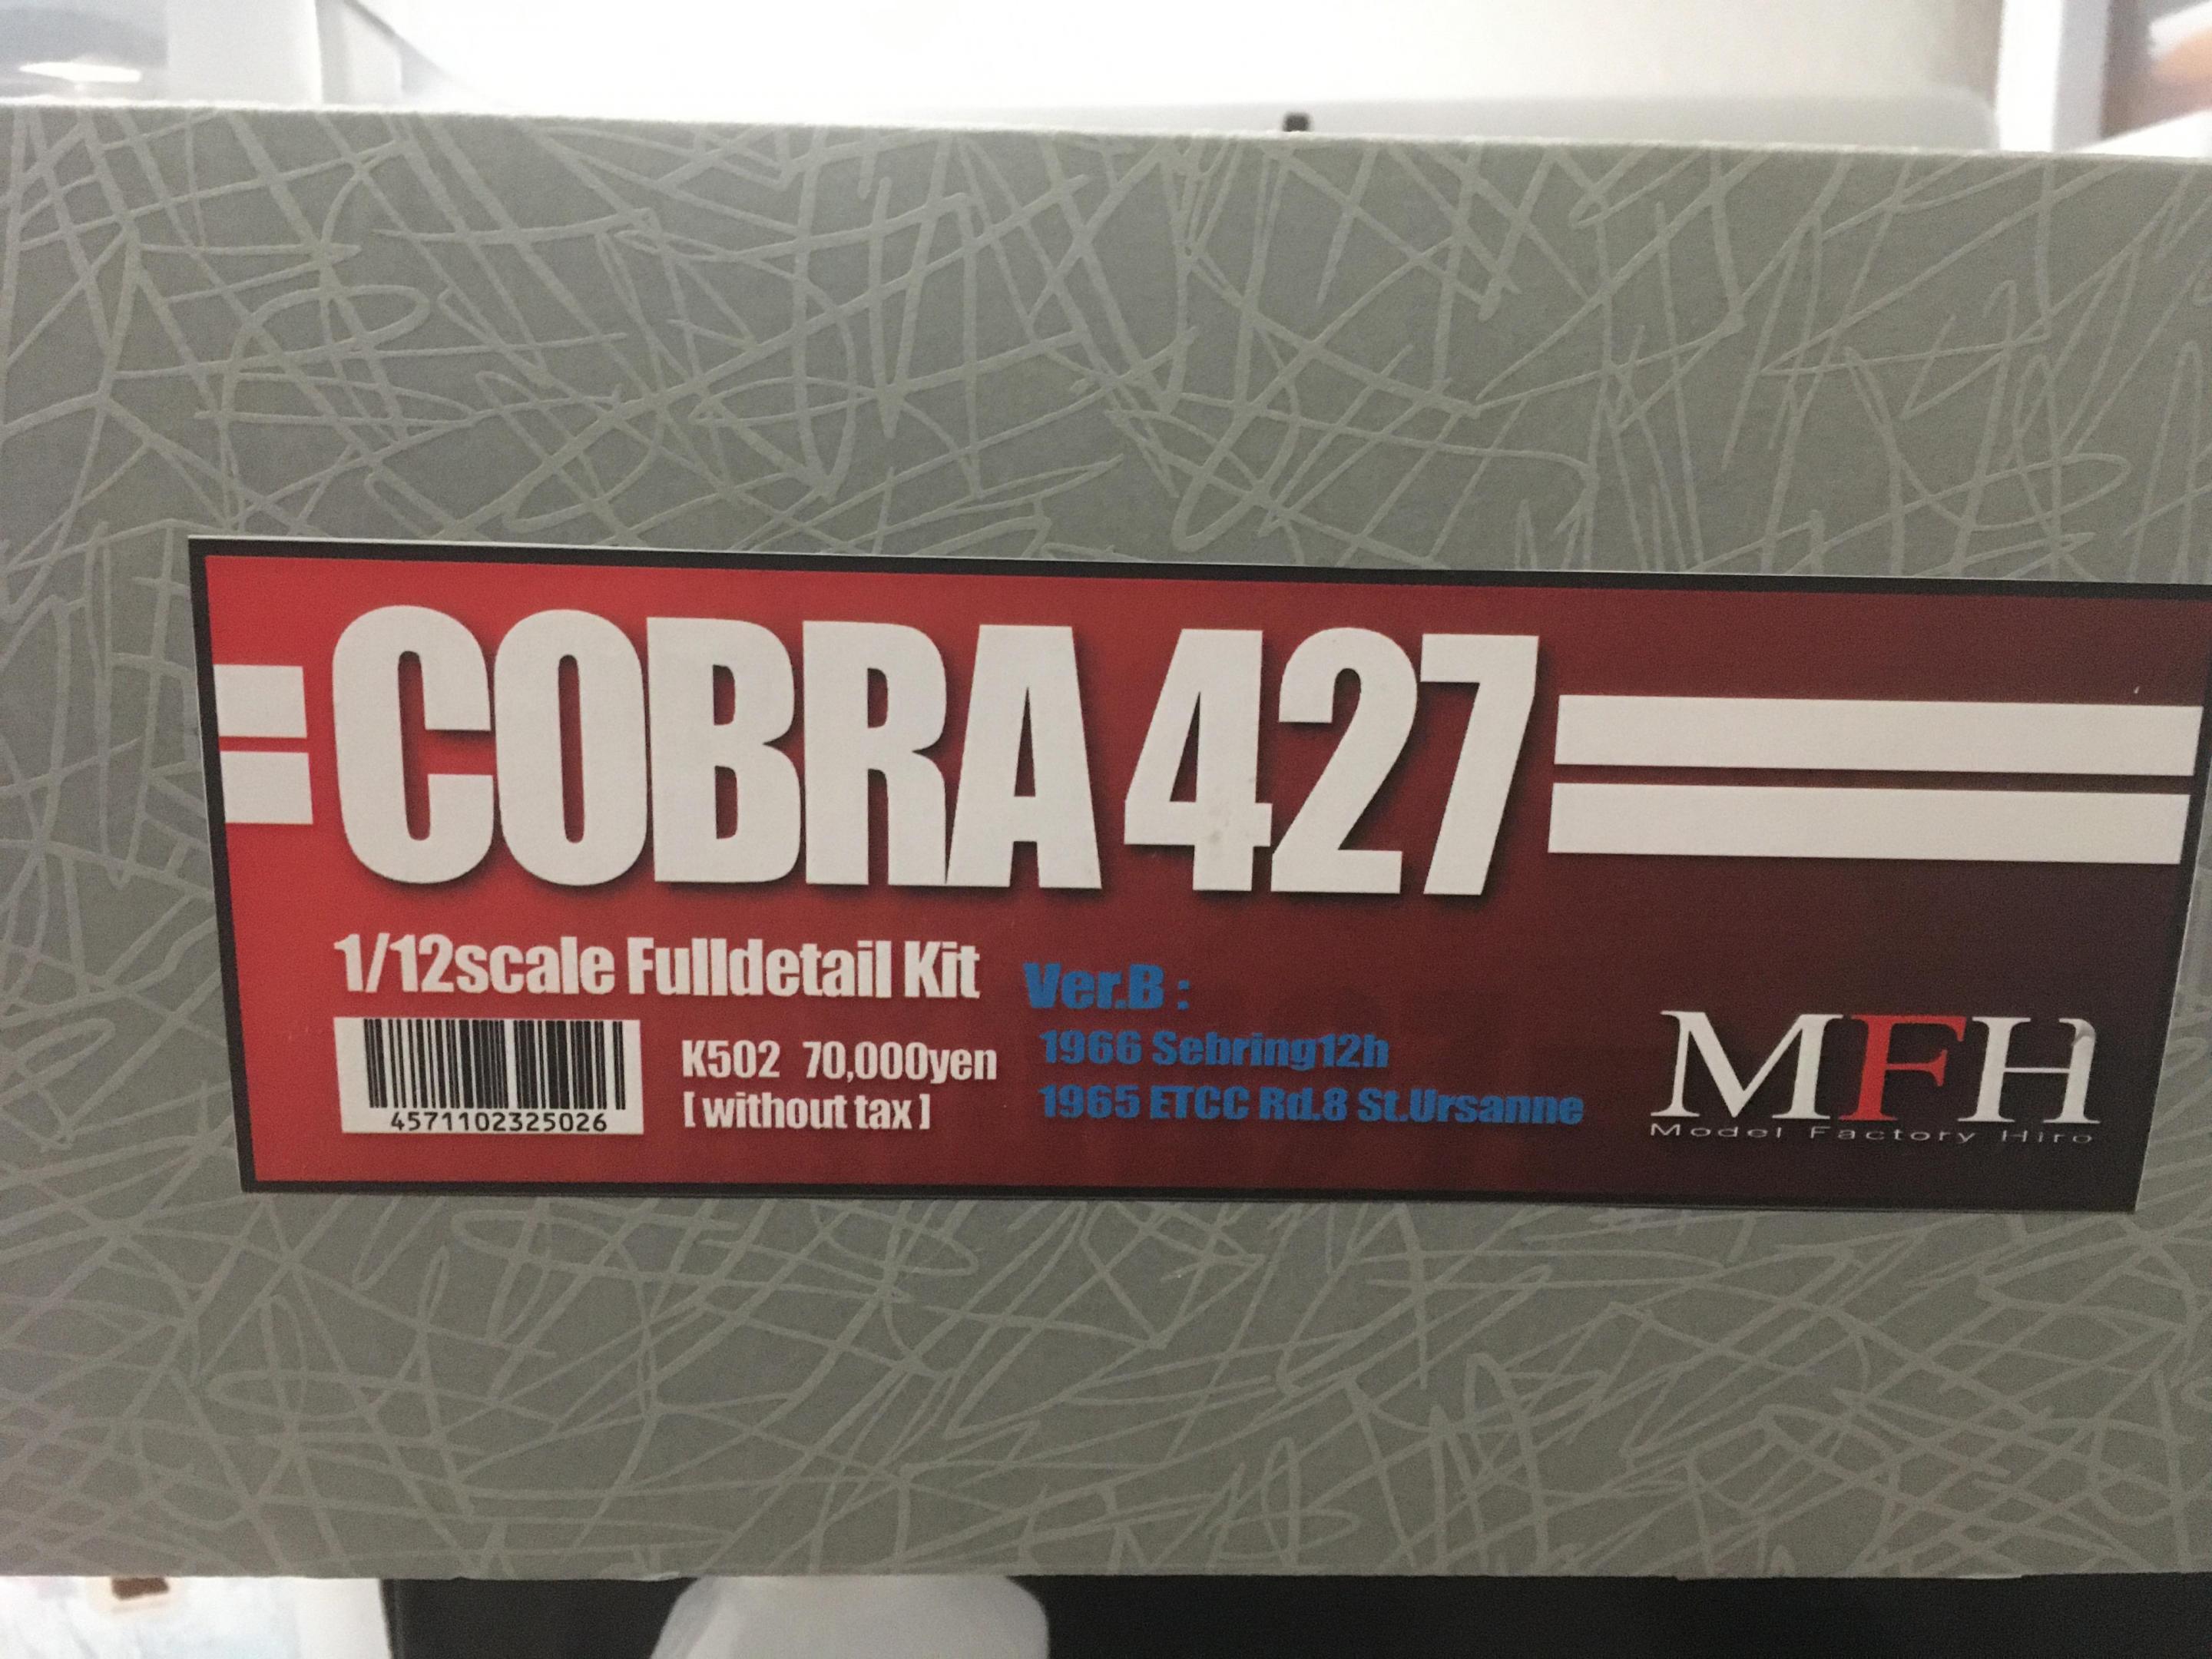 COBRA 427
1/12scale Fulldetail Kit
Ver.B :
K502 70,000yen
[ without tax ]
1966 Sebring12h
1965 ETCC Rd.8 St.Ursanne
4571102325026
MFH
Model Factory Hiro